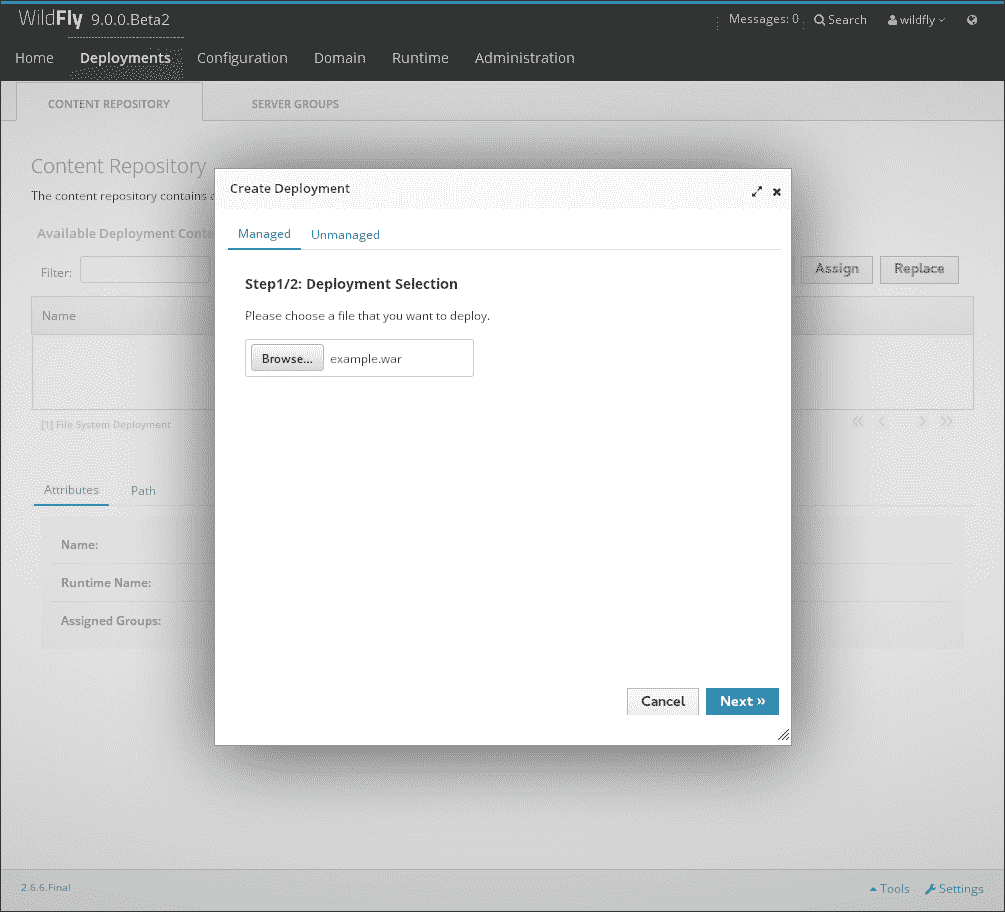 WildFly 9.0.0.Beta2
Messages: 0 Search wildfly
Home Deployments Configuration Domain Runtime Administration
CONTENT REPOSITORY SERVER GROUPS
Content Repository
The content repository contains
Available Deployment Conte
Filter: Assign Replace
Name
[1] File System Deployment
« ‹ › »
Attributes Path
Name:
Runtime Name:
Assigned Groups:
Create Deployment
Managed Unmanaged
Step1/2: Deployment Selection
Please choose a file that you want to deploy.
Browse... example.war
Cancel Next »
2.6.6.Final Tools Settings